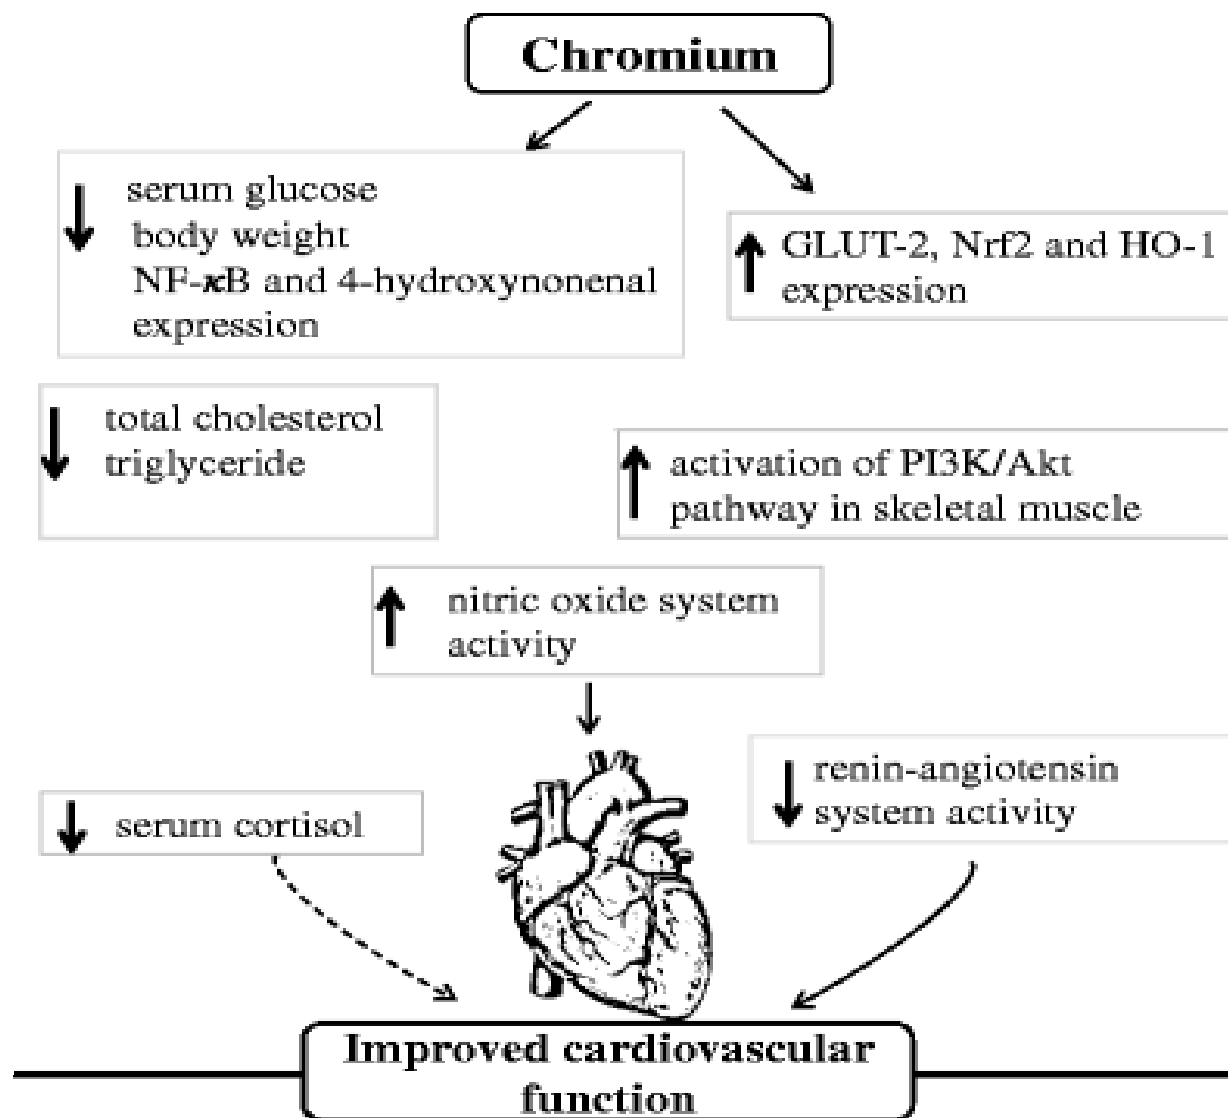 Chromium
serum glucose
body weight
NF-κB and 4-hydroxynonenal
expression
GLUT-2, Nrf2 and HO-1
expression
total cholesterol
triglyceride
activation of PI3K/Akt
pathway in skeletal muscle
nitric oxide system
activity
renin-angiotensin
system activity
serum cortisol
Improved cardiovascular
function